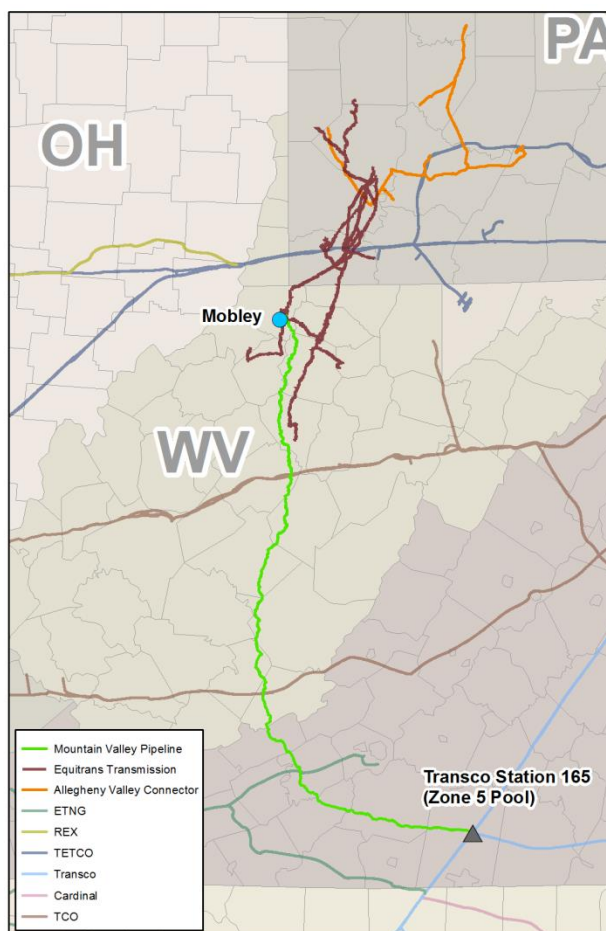 PA
OH
Mobley
WV
Transco Station 165
(Zone 5 Pool)
Mountain Valley Pipeline
Equitrans Transmission
Allegheny Valley Connector
ETNG
REX
TETCO
Transco
Cardinal
TCO